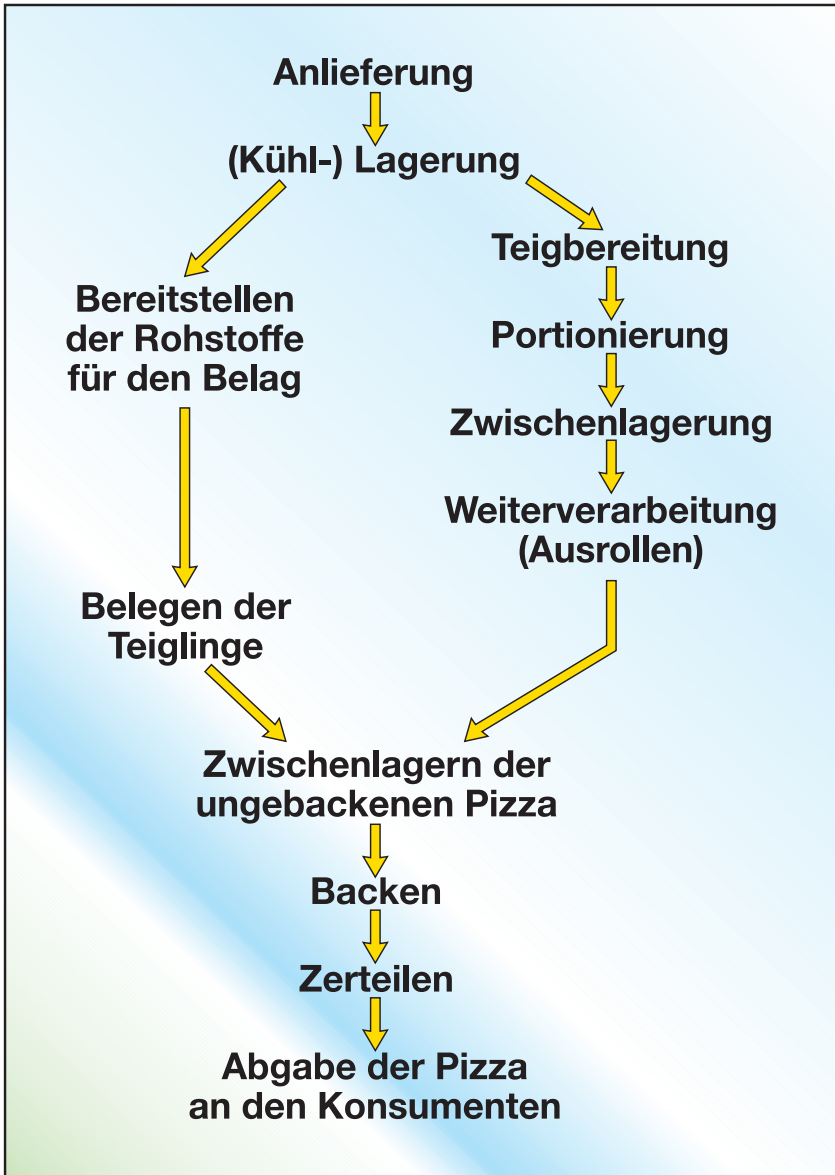 Anlieferung
(Kühl-) Lagerung
Bereitstellen
der Rohstoffe
für den Belag
Belegen der
Teiglinge
Teigbereitung
Portionierung
Zwischenlagerung
Weiterverarbeitung
(Ausrollen)
Zwischenlagern der
ungebackenen Pizza
Backen
Zerteilen
Abgabe der Pizza
an den Konsumenten